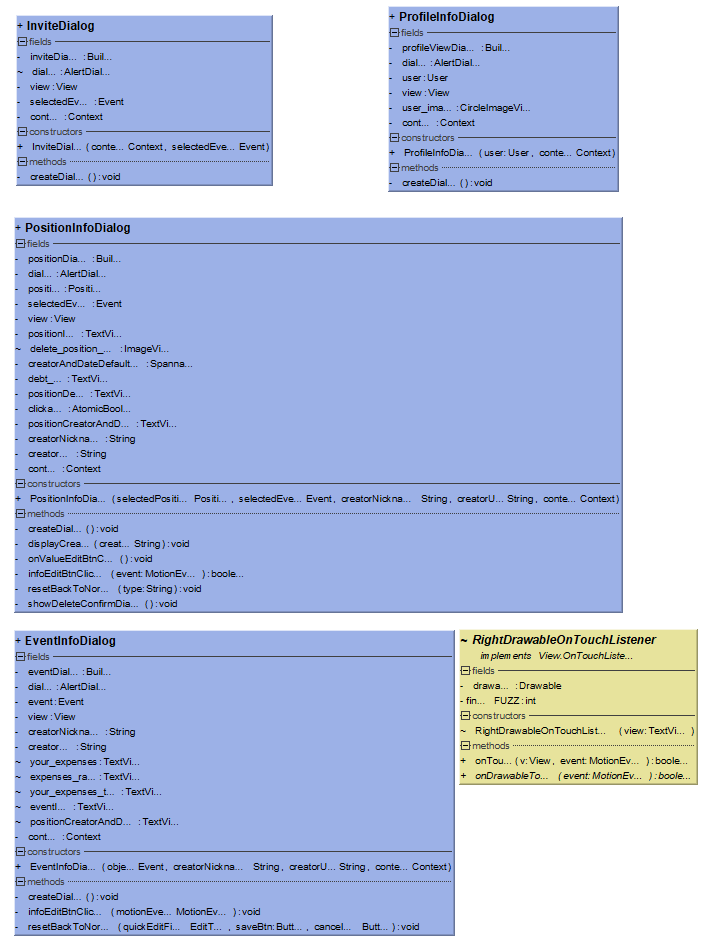 + InviteDialog
fields
- inviteDia... : Buil...
~ dial... : AlertDial...
- view : View
- selectedEv... : Event
- cont... : Context
constructors
+ InviteDial... (conte... Context, selectedEve... Event)
methods
- createDial... () : void
+ ProfileInfoDialog
fields
- profileViewDia... : Buil...
- dial... : AlertDial...
- user : User
- view : View
- user_ima... : CircleImageVi...
- cont... : Context
constructors
+ ProfileInfoDia... (user: User, conte... Context)
methods
- createDial... () : void
+ PositionInfoDialog
fields
- positionDia... : Buil...
- dial... : AlertDial...
- positi... : Positi...
- selectedEv... : Event
- view : View
- positionI... : TextVi...
~ delete_position_... : ImageVi...
- creatorAndDateDefault... : Spanna...
- debt_... : TextVi...
- positionDe... : TextVi...
- clicka... : AtomicBool...
- positionCreatorAndD... : TextVi...
- creatorNickna... : String
- creator... : String
- cont... : Context
constructors
+ PositionInfoDia... (selectedPositi... Positi... , selectedEve... Event, creatorNickna... String, creatorU... String, conte... Context)
methods
- createDial... () : void
- displayCrea... (creat... String) : void
- onValueEditBtnC... () : void
- infoEditBtnClic... (event: MotionEv... ) : boole...
- resetBackToNor... (type: String) : void
- showDeleteConfirmDia... () : void
+ EventInfoDialog
fields
- eventDial... : Buil...
- dial... : AlertDial...
- event : Event
- view : View
- creatorNickna... : String
- creator... : String
~ your_expenses : TextVi...
~ expenses_ra... : TextVi...
~ your_expenses_t... : TextVi...
~ eventI... : TextVi...
~ positionCreatorAndD... : TextVi...
- cont... : Context
constructors
+ EventInfoDia... (obje... Event, creatorNickna... String, creatorU... String, conte... Context)
methods
- createDial... () : void
- infoEditBtnClic... (motionEve... MotionEv... ) : void
- resetBackToNor... (quickEditFi... EditT... , saveBtn: Butt... , cancel... Butt... ) : void
~ RightDrawableOnTouchListener
implements View.OnTouchListe...
fields
- drawa... : Drawable
- fin... FUZZ : int
constructors
~ RightDrawableOnTouchList... (view: TextVi... )
methods
+ onTou... (v: View, event: MotionEv... ) : boole...
+ onDrawableTo... (event: MotionEv... ) : boole...